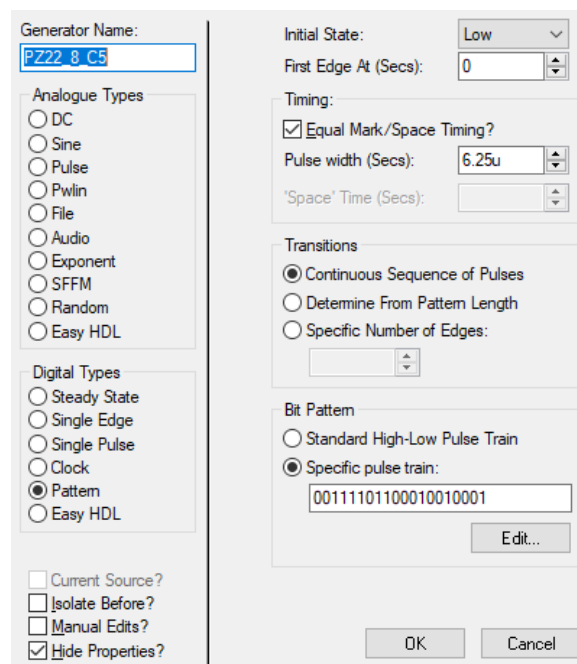 Generator Name:
PZ22_8_C5
Analogue Types
DC
Sine
Pulse
Pwlin
File
Audio
Exponent
SFFM
Random
Easy HDL
Digital Types
Steady State
Single Edge
Single Pulse
Clock
Pattern
Easy HDL
Current Source?
Isolate Before?
Manual Edits?
Hide Properties?
Initial State: Low
First Edge At (Secs): 0
Timing:
Equal Mark/Space Timing?
Pulse width (Secs): 6.25u
'Space' Time (Secs):
Transitions
Continuous Sequence of Pulses
Determine From Pattern Length
Specific Number of Edges:
Bit Pattern
Standard High-Low Pulse Train
Specific pulse train:
00111101100010010001
Edit...
OK Cancel